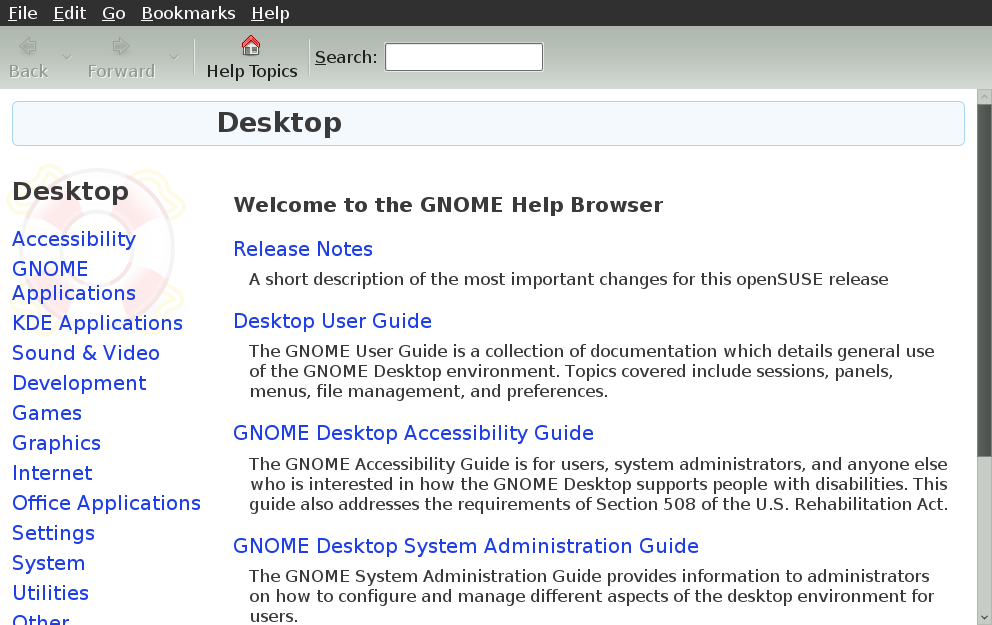 File Edit Go Bookmarks Help
Back Forward Help Topics Search:
Desktop
Desktop
Accessibility
GNOME
Applications
KDE Applications
Sound & Video
Development
Games
Graphics
Internet
Office Applications
Settings
System
Utilities
Other
Welcome to the GNOME Help Browser
Release Notes
A short description of the most important changes for this openSUSE release
Desktop User Guide
The GNOME User Guide is a collection of documentation which details general use
of the GNOME Desktop environment. Topics covered include sessions, panels,
menus, file management, and preferences.
GNOME Desktop Accessibility Guide
The GNOME Accessibility Guide is for users, system administrators, and anyone else
who is interested in how the GNOME Desktop supports people with disabilities. This
guide also addresses the requirements of Section 508 of the U.S. Rehabilitation Act.
GNOME Desktop System Administration Guide
The GNOME System Administration Guide provides information to administrators
on how to configure and manage different aspects of the desktop environment for
users.